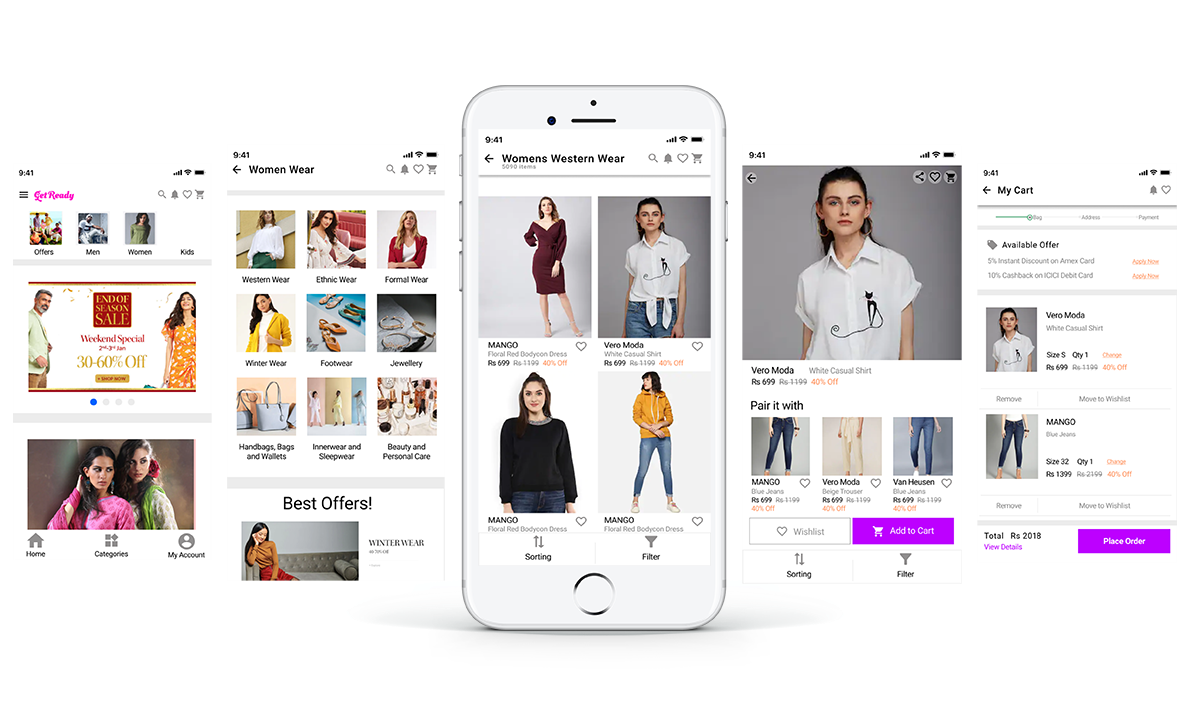 9:41
GetReady
Offers
Men
Women
Kids
END OF
SEASON
SALE
Weekend Special
2nd-3rd Jan
30-60% Off
• SHOP NOW
Home
Categories
My Account
9:41
Women Wear
Western Wear
Ethnic Wear
Formal Wear
Winter Wear
Footwear
Jewellery
Handbags, Bags
and Wallets
Innerwear and
Sleepwear
Beauty and
Personal Care
Best Offers!
WINTER WEAR
9:41
Womens Western Wear
5090 items
MANGO
Floral Red Bodycon Dress
Rs 699 Rs 1199 40% Off
Vero Moda
White Casual Shirt
Rs 699 Rs 1199 40% Off
MANGO
Floral Red Bodycon Dress
MANGO
Floral Red Bodycon Dress
Sorting
Filter
9:41
Vero Moda White Casual Shirt
Rs 699 Rs 1199 40% Off
Pair it with
MANGO
Blue Jeans
Rs 699 Rs 1199
40% Off
Vero Moda
Beige Trouser
Rs 699 Rs 1199
40% Off
Van Heusen
Blue Jeans
Rs 699 Rs 1199
40% Off
Wishlist
Add to Cart
Sorting
Filter
9:41
My Cart
Bag
Address
Payment
Available Offer
5% Instant Discount on Amex Card Apply Now
10% Cashback on ICICI Debit Card Apply Now
Vero Moda
White Casual Shirt
Size S Qty 1 Change
Rs 699 Rs 1199 40% Off
Remove
Move to Wishlist
MANGO
Blue Jeans
Size 32 Qty 1 Change
Rs 1399 Rs 2199 40% Off
Remove
Move to Wishlist
Total Rs 2018
View Details
Place Order